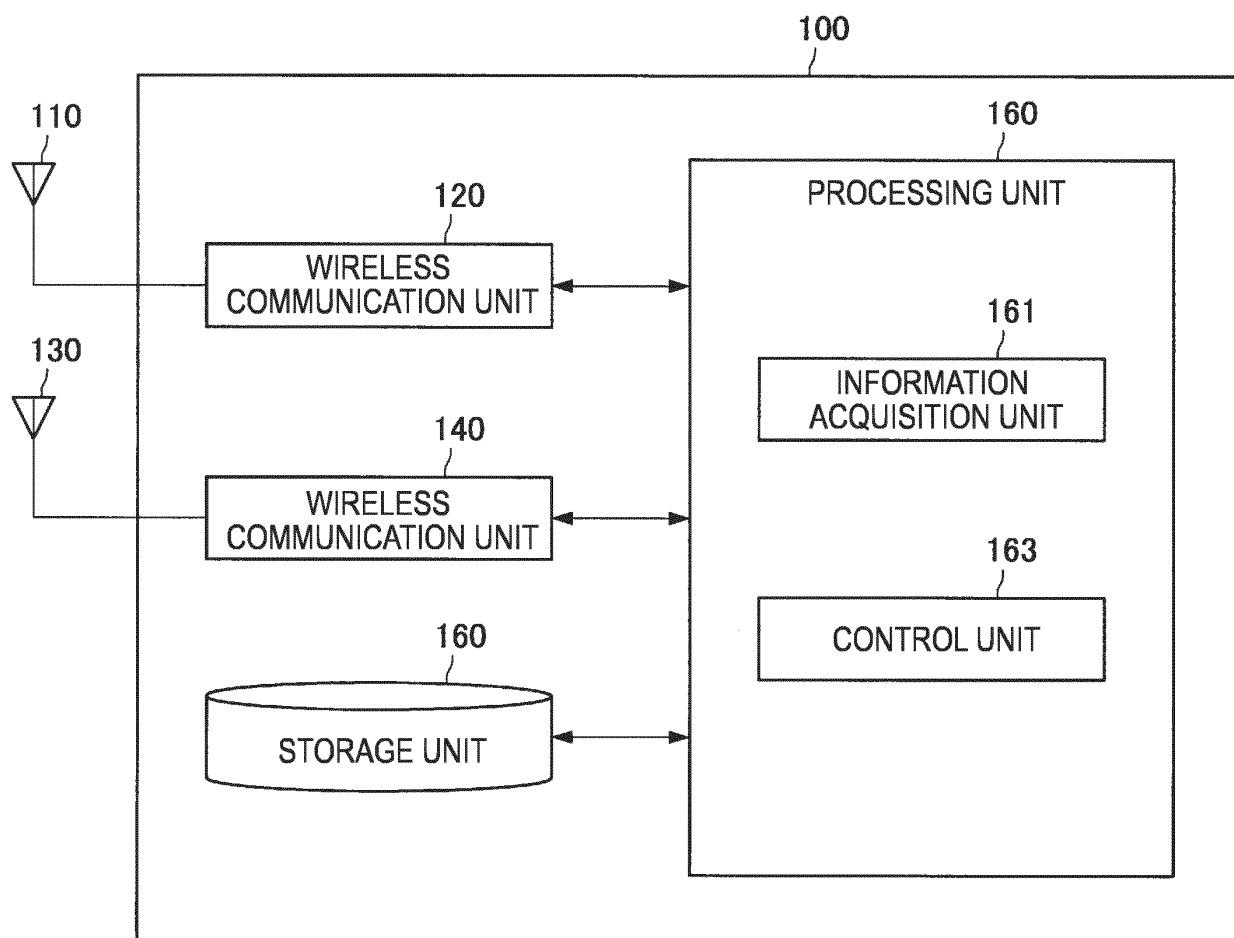 100
110
160
PROCESSING UNIT
120
WIRELESS
COMMUNICATION UNIT
161
INFORMATION
ACQUISITION UNIT
130
140
WIRELESS
COMMUNICATION UNIT
163
CONTROL UNIT
160
STORAGE UNIT